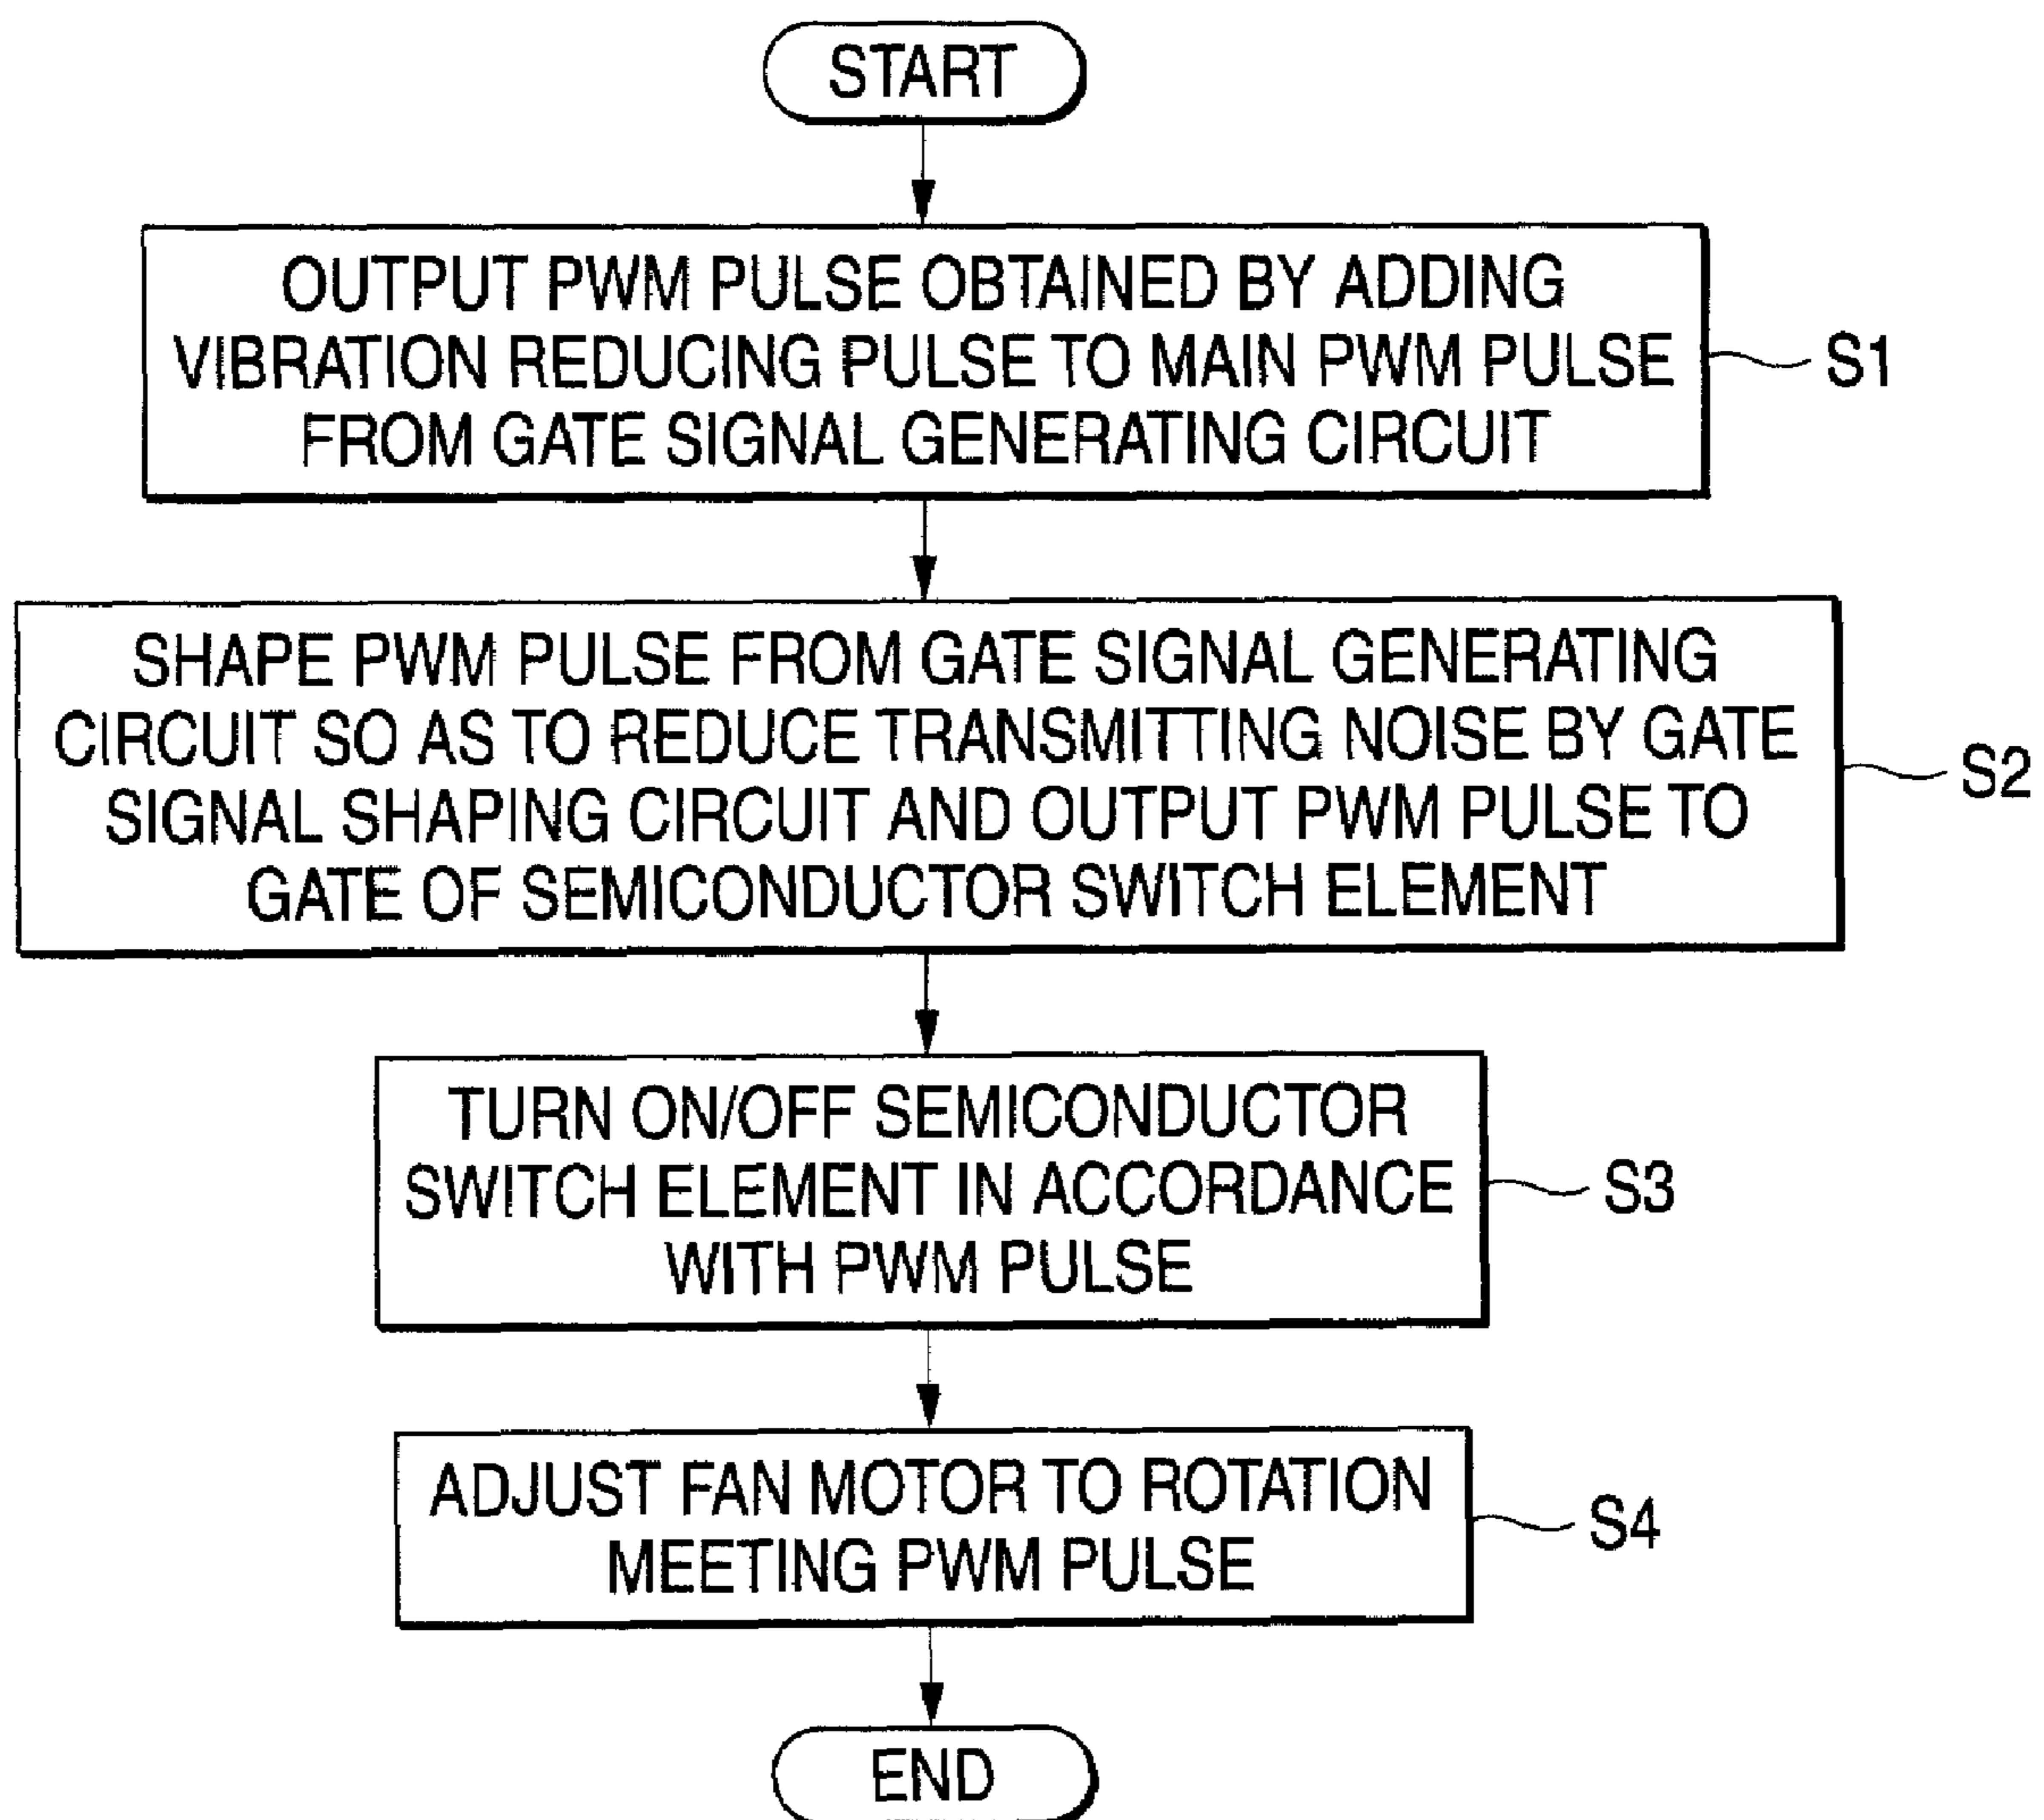 START
OUTPUT PWM PULSE OBTAINED BY ADDING
VIBRATION REDUCING PULSE TO MAIN PWM PULSE
FROM GATE SIGNAL GENERATING CIRCUIT
S1
SHAPE PWM PULSE FROM GATE SIGNAL GENERATING
CIRCUIT SO AS TO REDUCE TRANSMITTING NOISE BY GATE
SIGNAL SHAPING CIRCUIT AND OUTPUT PWM PULSE TO
GATE OF SEMICONDUCTOR SWITCH ELEMENT
S2
TURN ON/OFF SEMICONDUCTOR
SWITCH ELEMENT IN ACCORDANCE
WITH PWM PULSE
S3
ADJUST FAN MOTOR TO ROTATION
MEETING PWM PULSE
S4
END